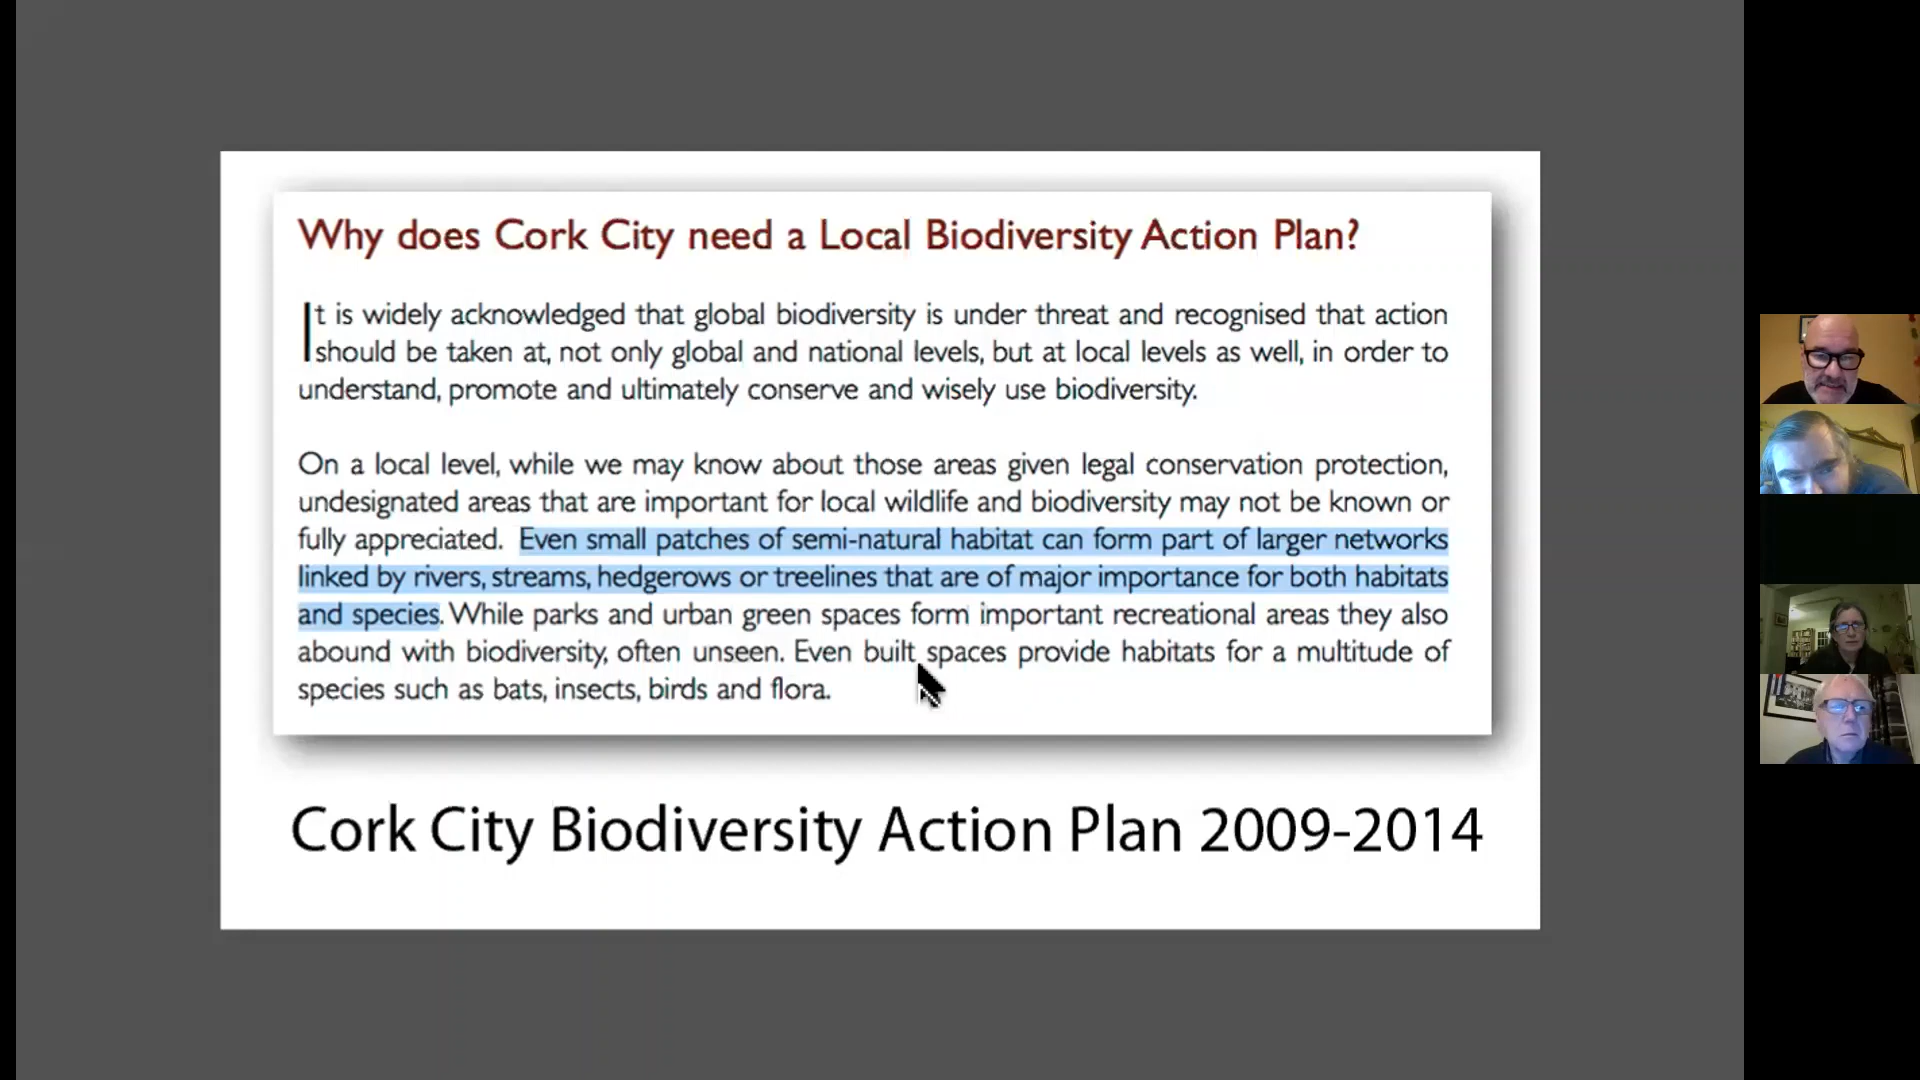 Why does Cork City need a Local Biodiversity Action Plan?
It is widely acknowledged that global biodiversity is under threat and recognised that action
should be taken at, not only global and national levels, but at local levels as well, in order to
understand, promote and ultimately conserve and wisely use biodiversity.
On a local level, while we may know about those areas given legal conservation protection,
undesignated areas that are important for local wildlife and biodiversity may not be known or
fully appreciated. Even small patches of semi-natural habitat can form part of larger networks
linked by rivers, streams, hedgerows or treelines that are of major importance for both habitats
and species. While parks and urban green spaces form important recreational areas they also
abound with biodiversity, often unseen. Even built spaces provide habitats for a multitude of
species such as bats, insects, birds and flora.
Cork City Biodiversity Action Plan 2009-2014